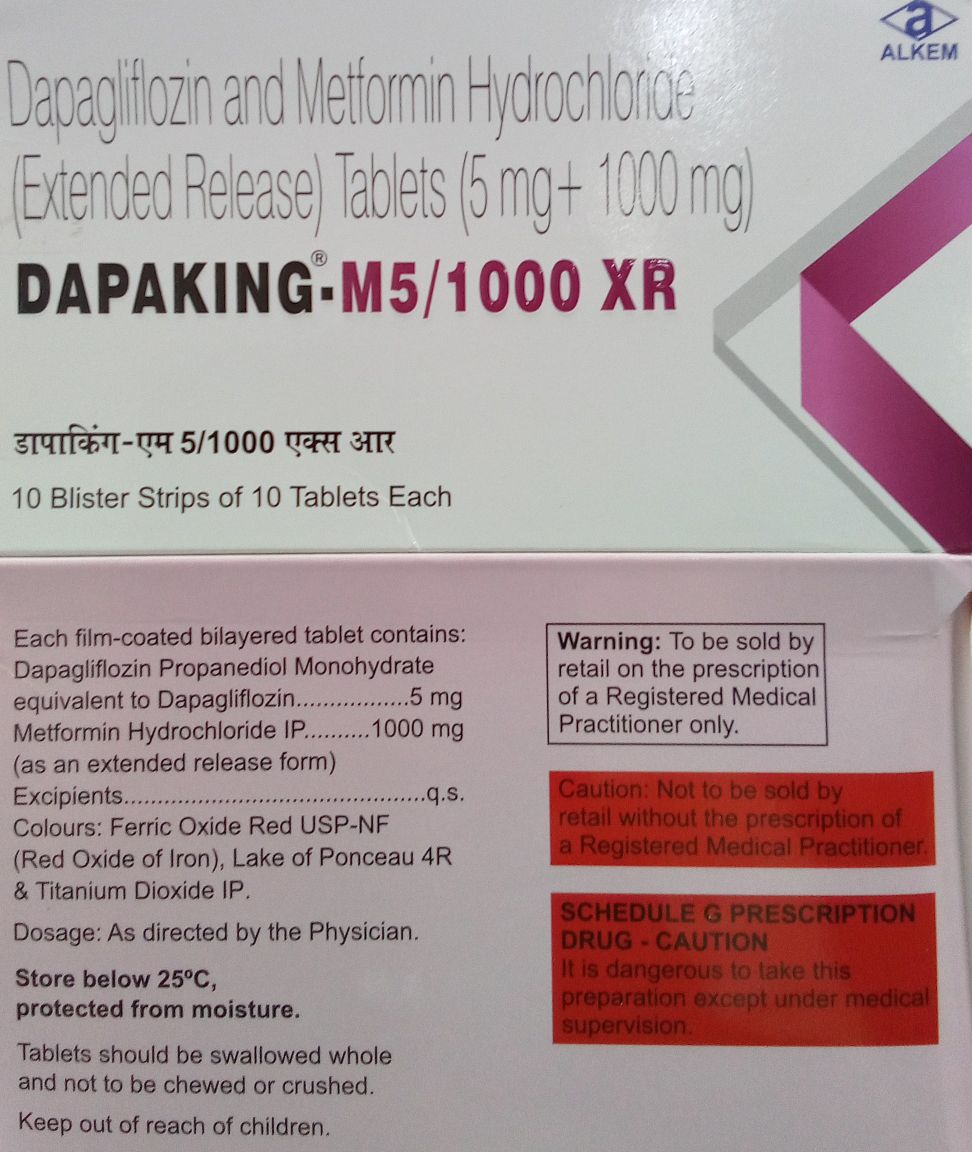 a
ALKEM
Dapagliflozin and Metformin Hydrochloride
(Extended Release) Tablets (5 mg+ 1000 mg)
DAPAKING®-M5/1000 XR
डापाकिंग-एम 5/1000 एक्स आर
10 Blister Strips of 10 Tablets Each
Each film-coated bilayered tablet contains:
Dapagliflozin Propanediol Monohydrate
equivalent to Dapagliflozin.................5 mg
Metformin Hydrochloride IP..........1000 mg
(as an extended release form)
Excipients.............................................q.s.
Colours: Ferric Oxide Red USP-NF
(Red Oxide of Iron), Lake of Ponceau 4R
& Titanium Dioxide IP.
Dosage: As directed by the Physician.
Store below 25ºC,
protected from moisture.
Tablets should be swallowed whole
and not to be chewed or crushed.
Keep out of reach of children.
Warning: To be sold by
retail on the prescription
of a Registered Medical
Practitioner only.
Caution: Not to be sold by
retail without the prescription of
a Registered Medical Practitioner.
SCHEDULE G PRESCRIPTION
DRUG - CAUTION
It is dangerous to take this
preparation except under medical
supervision.